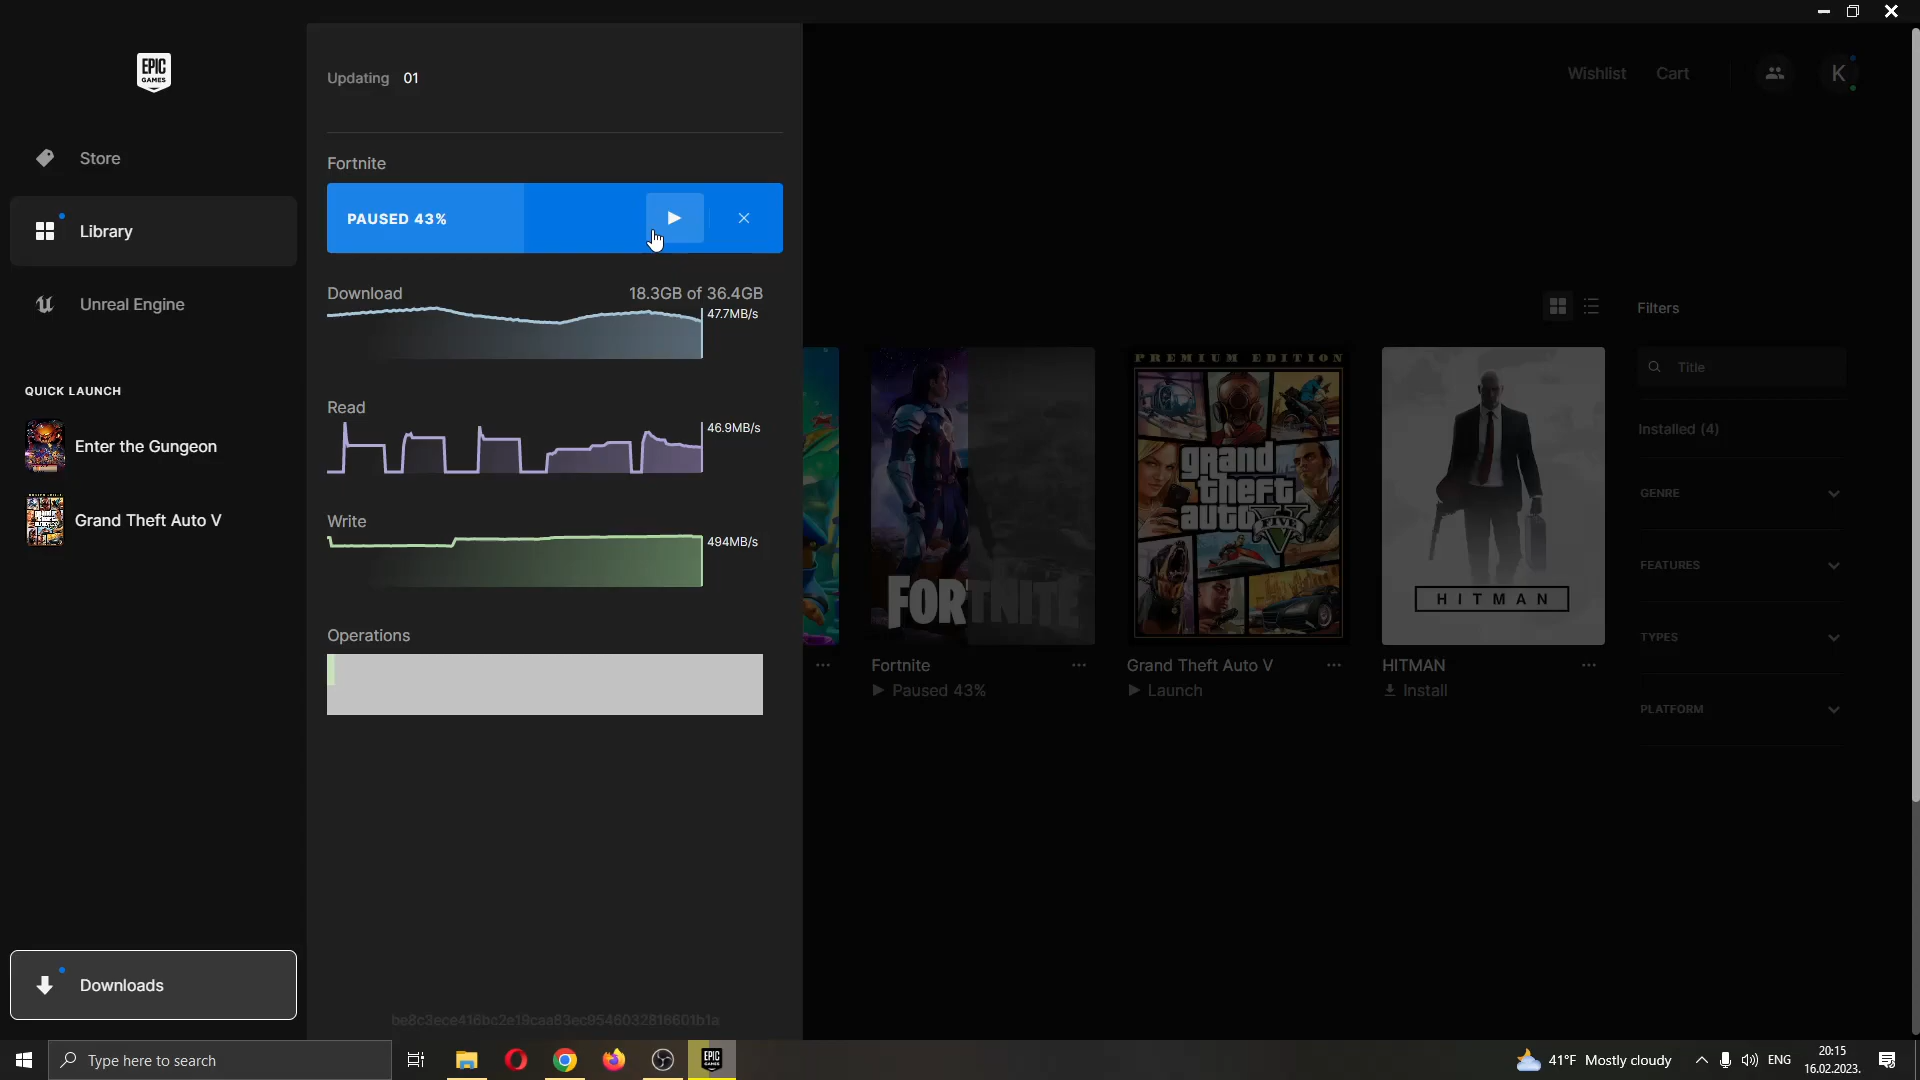 EPIC
GAMES
Store
Library
Unreal Engine
QUICK LAUNCH
Enter the Gungeon
Grand Theft Auto V
Downloads
Updating 01
Fortnite
PAUSED 43%
Download 18.3GB of 36.4GB
47.7MB/s
Read
46.9MB/s
Write
494MB/s
Operations
be8c3ece416bc2e19caa83ec9546032816601b1a
Wishlist Cart K
Filters
Title
Installed (4)
GENRE
FEATURES
TYPES
PLATFORM
FORTNITE
Fortnite
Paused 43%
PREMIUM EDITION
grand
theft
auto V
FIVE
Grand Theft Auto V
Launch
HITMAN
HITMAN
Install
Type here to search
EPIC
GAMES
41°F Mostly cloudy
ENG
20:15
16.02.2023.